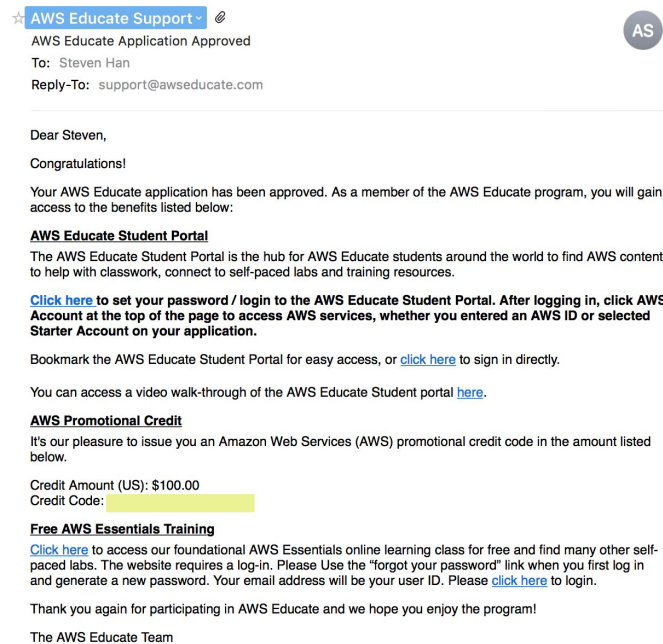 AWS Educate Support
AS
AWS Educate Application Approved
To: Steven Han
Reply-To: support@awseducate.com
Dear Steven,
Congratulations!
Your AWS Educate application has been approved. As a member of the AWS Educate program, you will gain
access to the benefits listed below:
AWS Educate Student Portal
The AWS Educate Student Portal is the hub for AWS Educate students around the world to find AWS content
to help with classwork, connect to self-paced labs and training resources.
Click here to set your password / login to the AWS Educate Student Portal. After logging in, click AWS
Account at the top of the page to access AWS services, whether you entered an AWS ID or selected
Starter Account on your application.
Bookmark the AWS Educate Student Portal for easy access, or click here to sign in directly.
You can access a video walk-through of the AWS Educate Student portal here.
AWS Promotional Credit
It's our pleasure to issue you an Amazon Web Services (AWS) promotional credit code in the amount listed
below.
Credit Amount (US): $100.00
Credit Code:
Free AWS Essentials Training
Click here to access our foundational AWS Essentials online learning class for free and find many other self-
paced labs. The website requires a log-in. Please Use the “forgot your password” link when you first log in
and generate a new password. Your email address will be your user ID. Please click here to login.
Thank you again for participating in AWS Educate and we hope you enjoy the program!
The AWS Educate Team